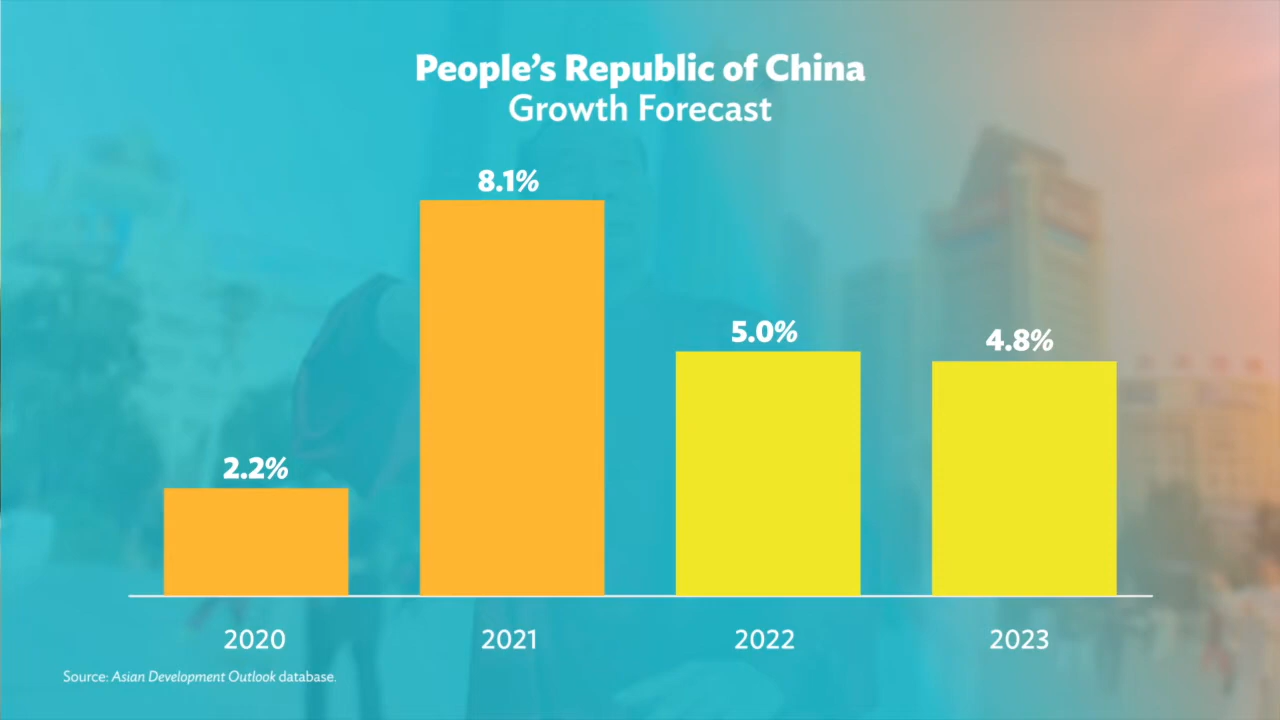 People's Republic of China
Growth Forecast
8.1%
5.0%
4.8%
2.2%
2020 2021 2022 2023
Source: Asian Development Outlook database.